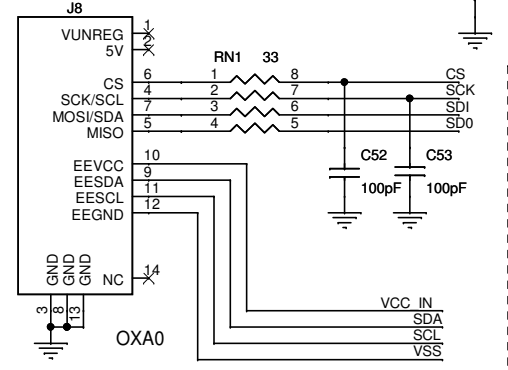 J8
VUNREG 1
5V 2
RN1 33
CS 6 1 8 CS
SCK/SCL 4 2 7 SCK
MOSI/SDA 7 3 6 SDI
MISO 5 4 5 SD0
EEVCC 10
EESDA 9
EESCL 11
EEGND 12
C52 C53
100pF 100pF
GND GND GND
NC 14
3 8 13
OXA0
VCC IN
SDA
SCL
VSS